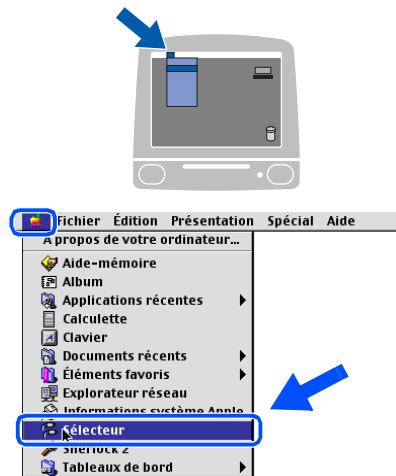 Fichier Édition Présentation Spécial Aide
A propos de votre ordinateur...
Aide-mémoire
Album
Applications récentes
Calculette
Clavier
Documents récents
Éléments favoris
Explorateur réseau
Informations système Apple
Sélecteur
Sherlock 2
Tableaux de bord